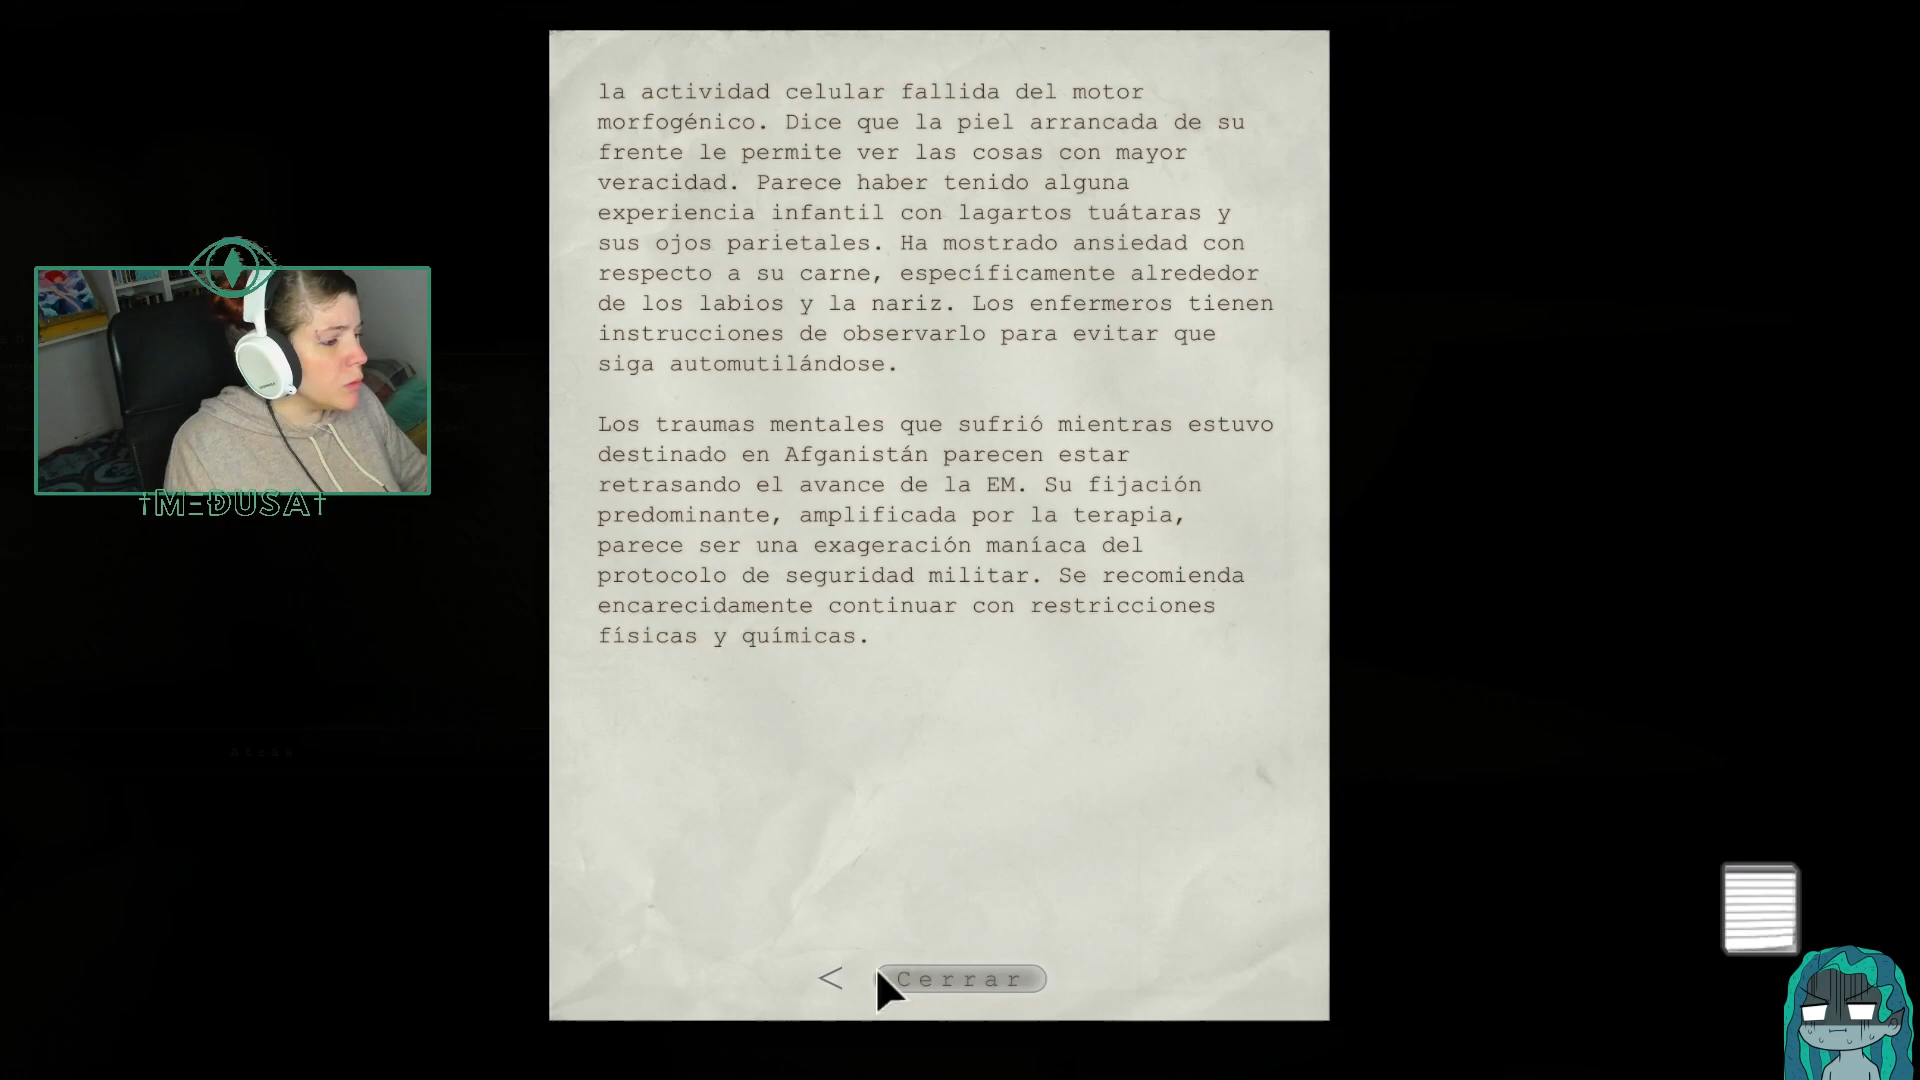 la actividad celular fallida del motor
morfogénico. Dice que la piel arrancada de su
frente le permite ver las cosas con mayor
veracidad. Parece haber tenido alguna
experiencia infantil con lagartos tuátaras y
sus ojos parietales. Ha mostrado ansiedad con
respecto a su carne, específicamente alrededor
de los labios y la nariz. Los enfermeros tienen
instrucciones de observarlo para evitar que
siga automutilándose.
Los traumas mentales que sufrió mientras estuvo
destinado en Afganistán parecen estar
retrasando el avance de la EM. Su fijación
predominante, amplificada por la terapia,
parece ser una exageración maníaca del
protocolo de seguridad militar. Se recomienda
encarecidamente continuar con restricciones
físicas y químicas.
†MEDUSA†
Atrás
< Cerrar